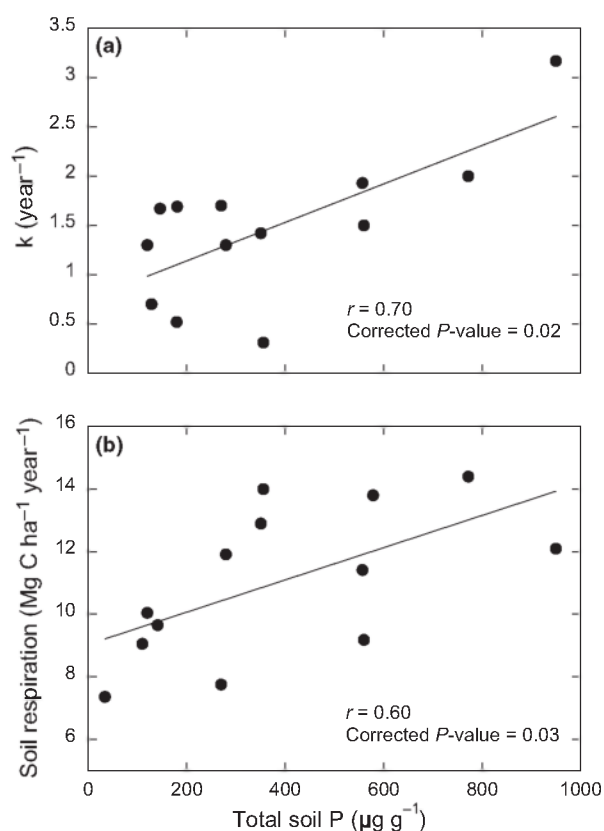 (a)
3.5
3
2.5
2
1.5
1
0.5
0
k (year⁻¹)
r = 0.70
Corrected P-value = 0.02
(b)
16
14
12
10
8
6
Soil respiration (Mg C ha⁻¹ year⁻¹)
r = 0.60
Corrected P-value = 0.03
0 200 400 600 800 1000
Total soil P (µg g⁻¹)